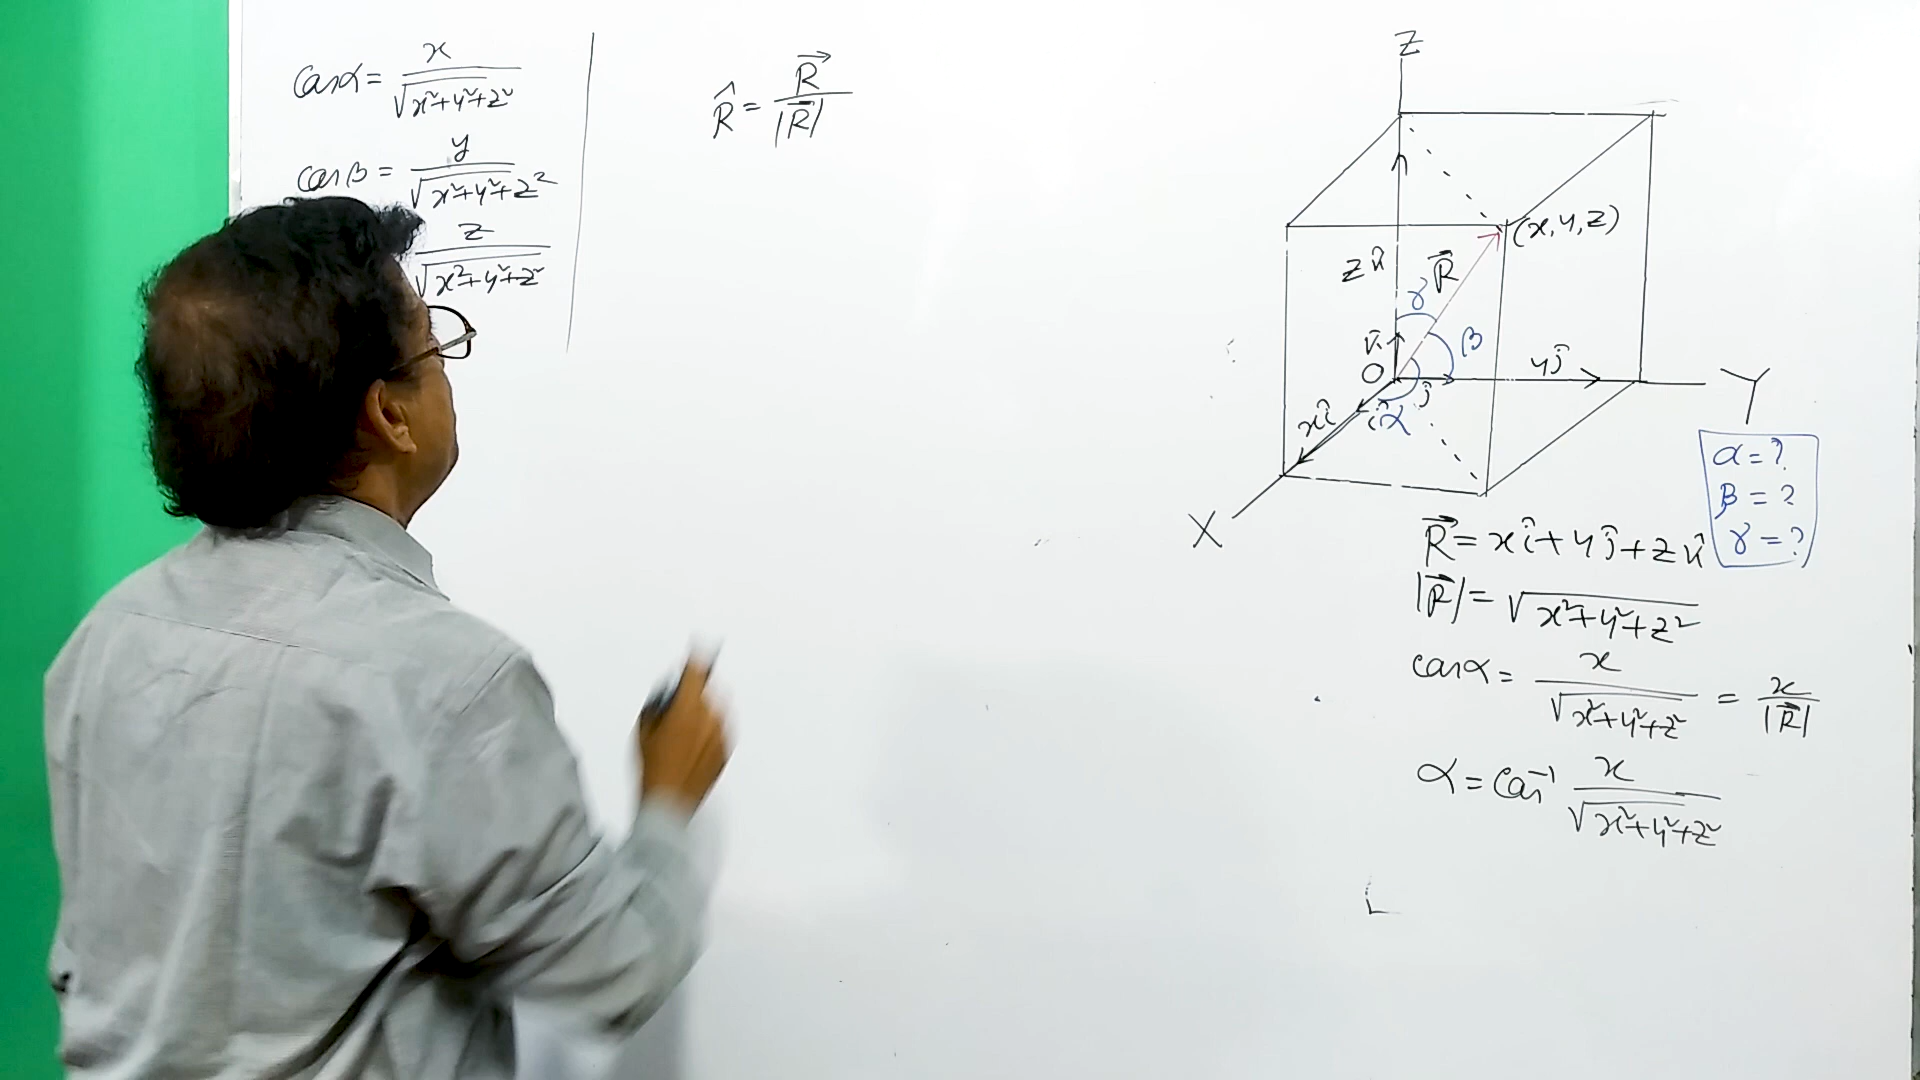 cosα = x / √x²+y²+z²
cosβ = y / √x²+y²+z²
z / √x²+y²+z²
R̂ = R⃗ / |R⃗|
Z
(x, y, z)
zk̂
R⃗
γ
k̂
β
O
yĵ
Y
ĵ
xî
î
α
X
α = ?
β = ?
γ = ?
R⃗ = xî + yĵ + zk̂
|R⃗| = √x²+y²+z²
cosα = x / √x²+y²+z² = x / |R⃗|
α = Cos⁻¹ x / √x²+y²+z²